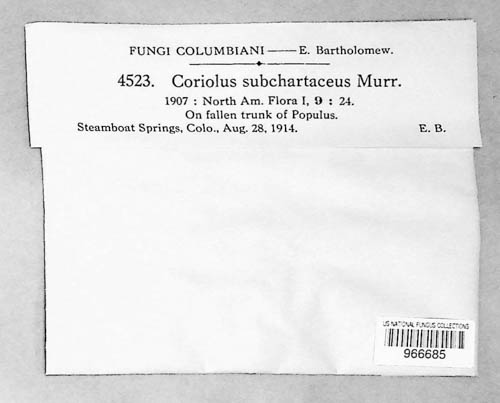 FUNGI COLUMBIANI —— E. Bartholomew.
4523. Coriolus subchartaceus Murr.
1907 : North Am. Flora I, 9 : 24.
On fallen trunk of Populus.
Steamboat Springs, Colo., Aug. 28, 1914. E. B.
US NATIONAL FUNGUS COLLECTIONS
966685